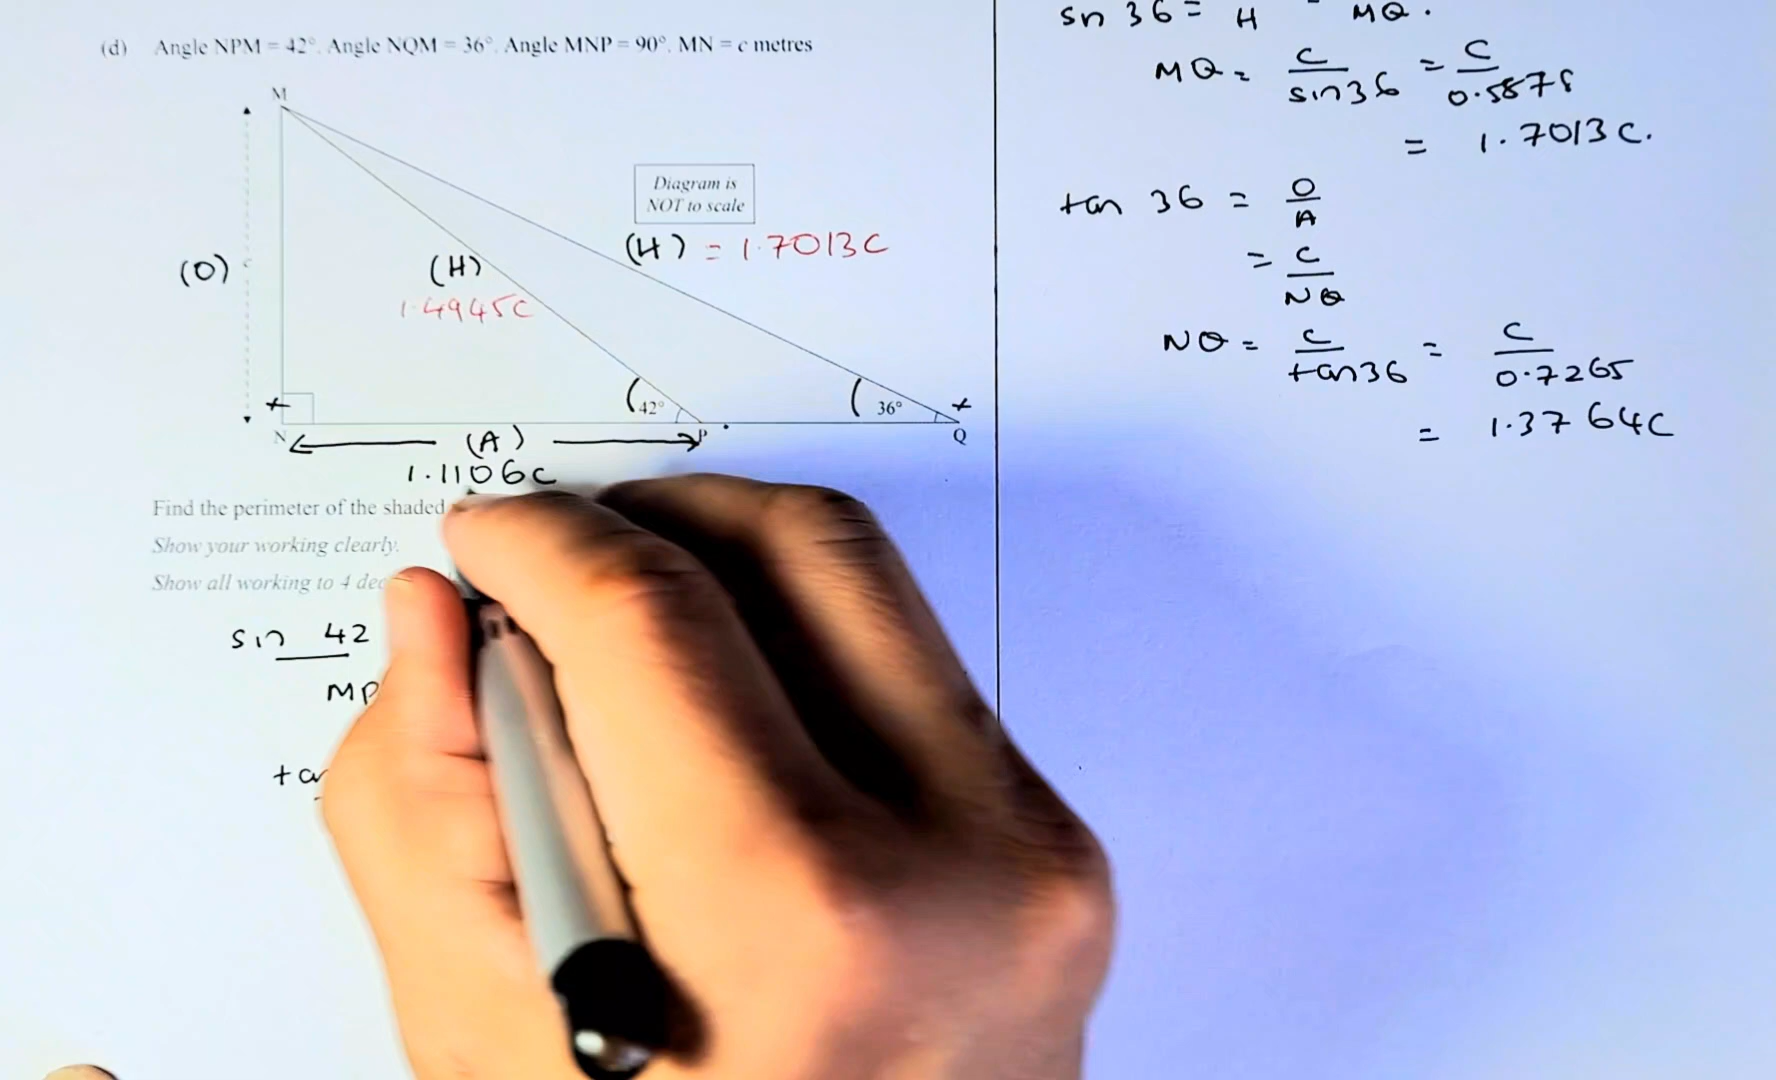 (d) Angle NPM = 42°. Angle NQM = 36°. Angle MNP = 90°. MN = c metres
M
Diagram is
NOT to scale
(H) = 1.7013C
(O)
c
(H)
1.4945C
42°
36°
N
P
Q
(A)
1.1106C
Find the perimeter of the shaded
Show your working clearly.
Show all working to 4 dec
sin 42
MP
tan
sin 36 = H = MQ.
MQ = C/sin36 = C/0.5878
= 1.7013C.
tan 36 = O/A
= C/NQ
NQ = C/tan36 = C/0.7265
= 1.3764C